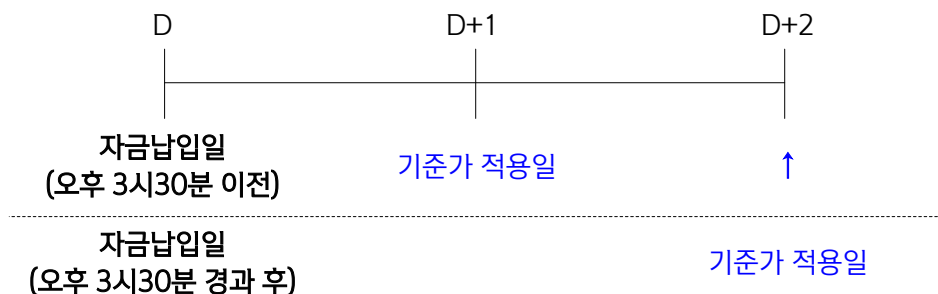 D D+1 D+2
자금납입일
(오후 3시30분 이전)
기준가 적용일
↑
자금납입일
(오후 3시30분 경과 후)
기준가 적용일